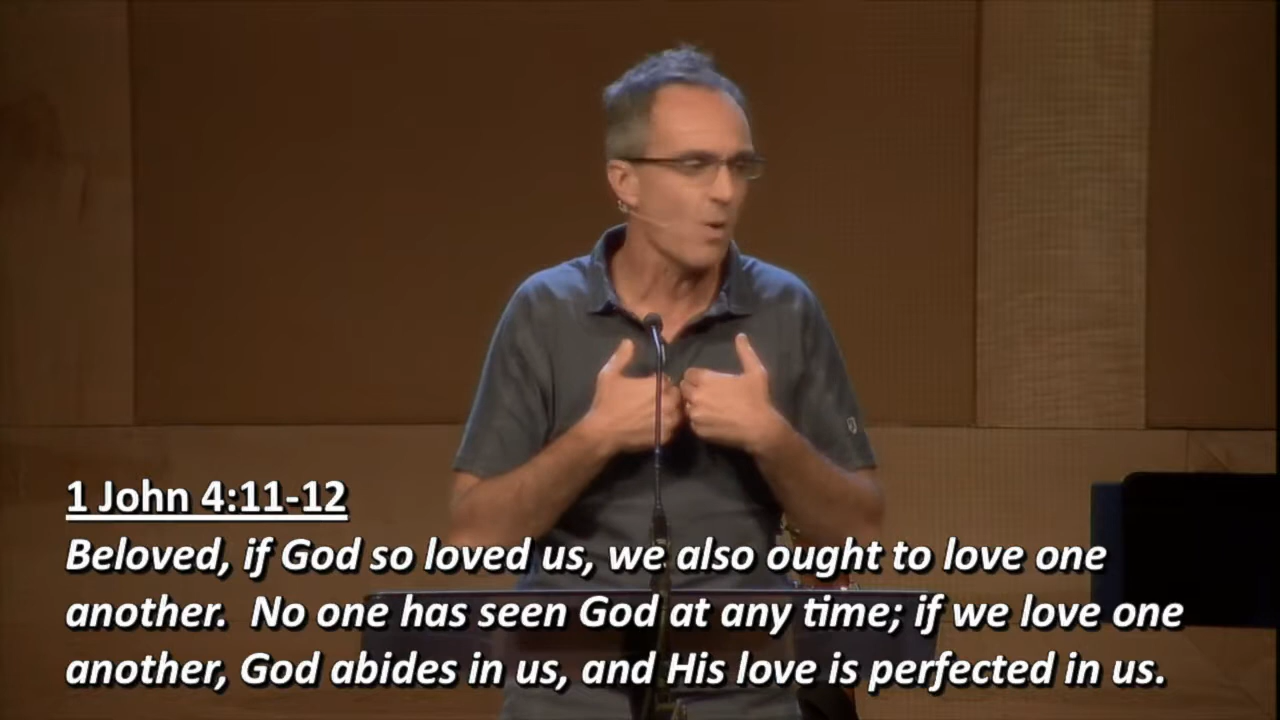 1 John 4:11-12
Beloved, if God so loved us, we also ought to love one
another.  No one has seen God at any time; if we love one
another, God abides in us, and His love is perfected in us.